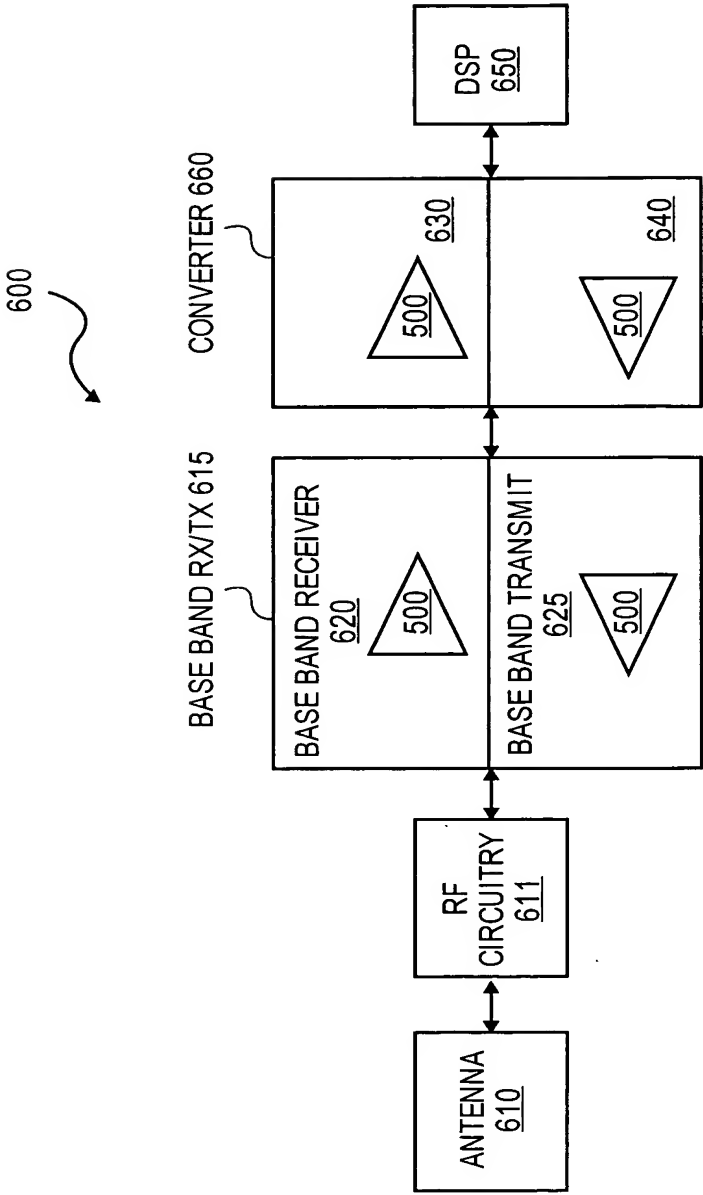 600
BASE BAND RX/TX 615
CONVERTER 660
ANTENNA
610
RF
CIRCUITRY
611
BASE BAND RECEIVER
620
500
BASE BAND TRANSMIT
625
500
500
630
500
640
DSP
650